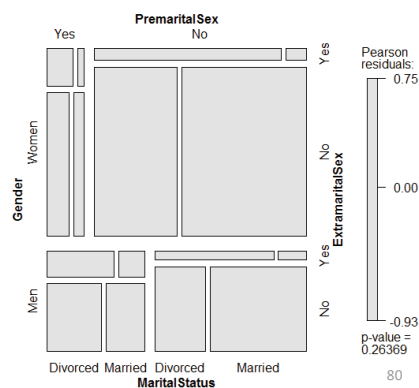 PremaritalSex
Yes No
Gender
Women
Men
Yes
No
Yes
No
ExtramaritalSex
Divorced Married Divorced Married
MaritalStatus
Pearson
residuals:
0.75
0.00
-0.93
p-value =
0.26369
80